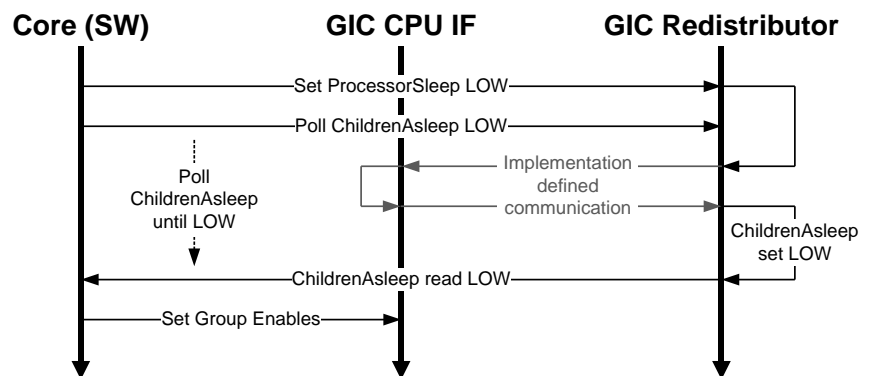 Core (SW)
GIC CPU IF
GIC Redistributor
Set ProcessorSleep LOW
Poll ChildrenAsleep LOW
Poll
ChildrenAsleep
until LOW
Implementation
defined
communication
ChildrenAsleep
set LOW
ChildrenAsleep read LOW
Set Group Enables